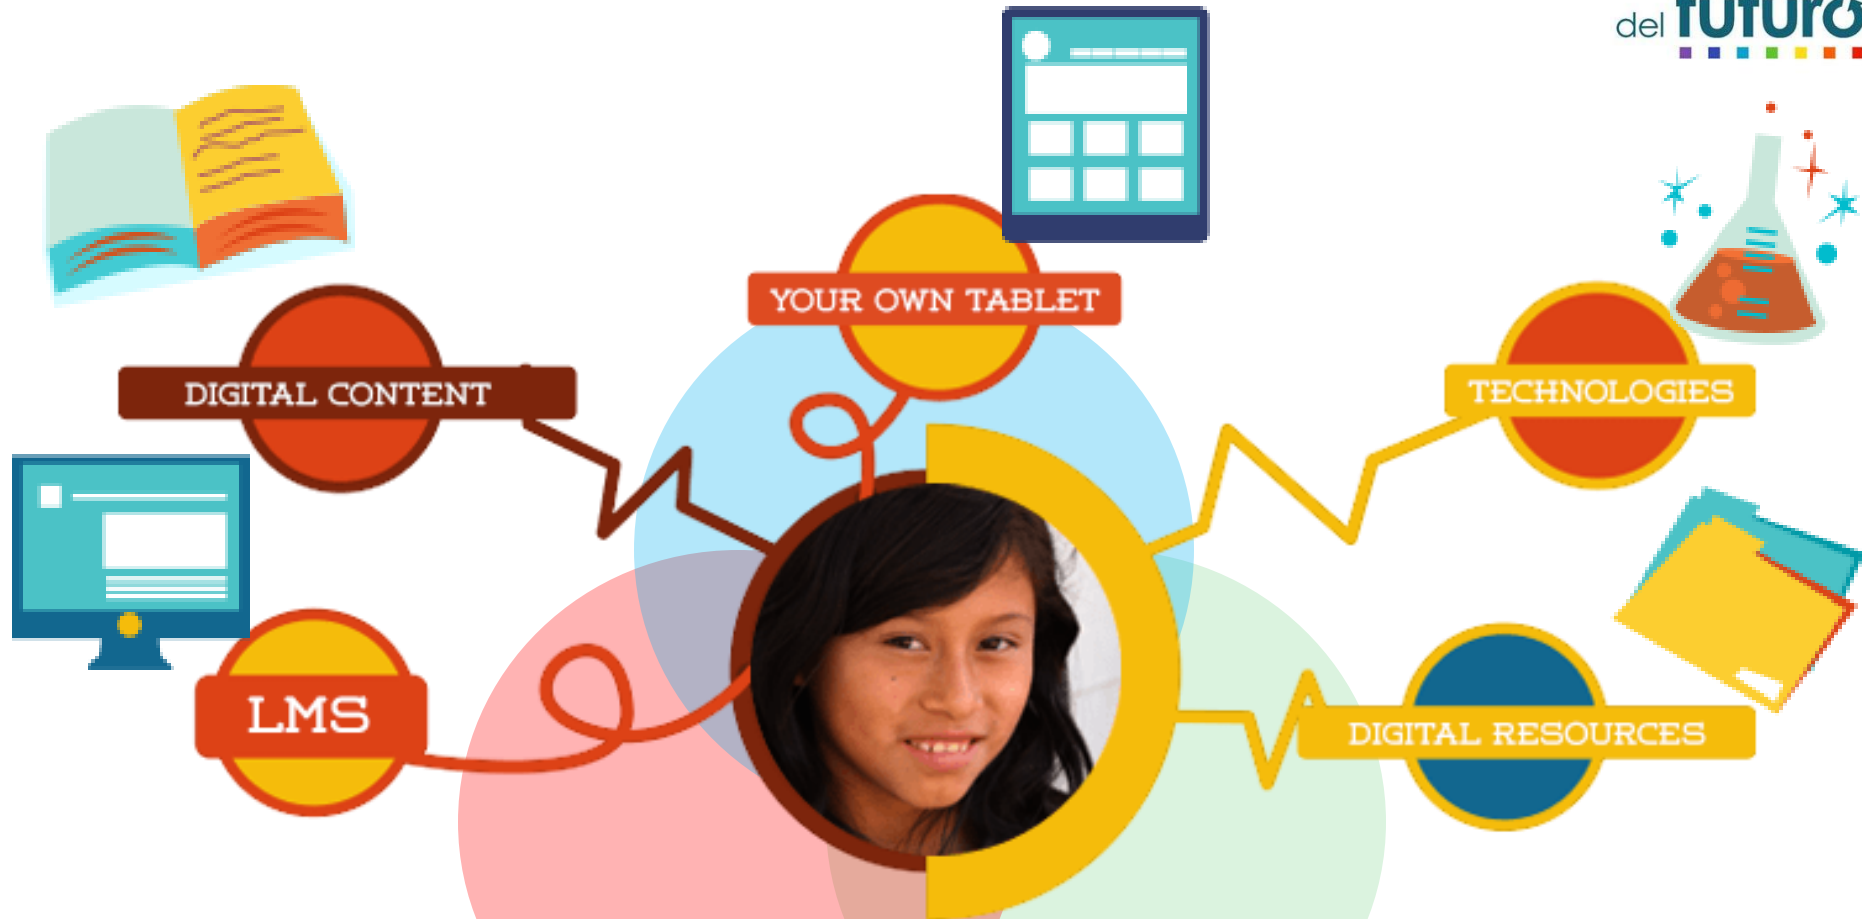 del futuro
YOUR OWN TABLET
DIGITAL CONTENT
TECHNOLOGIES
LMS
DIGITAL RESOURCES